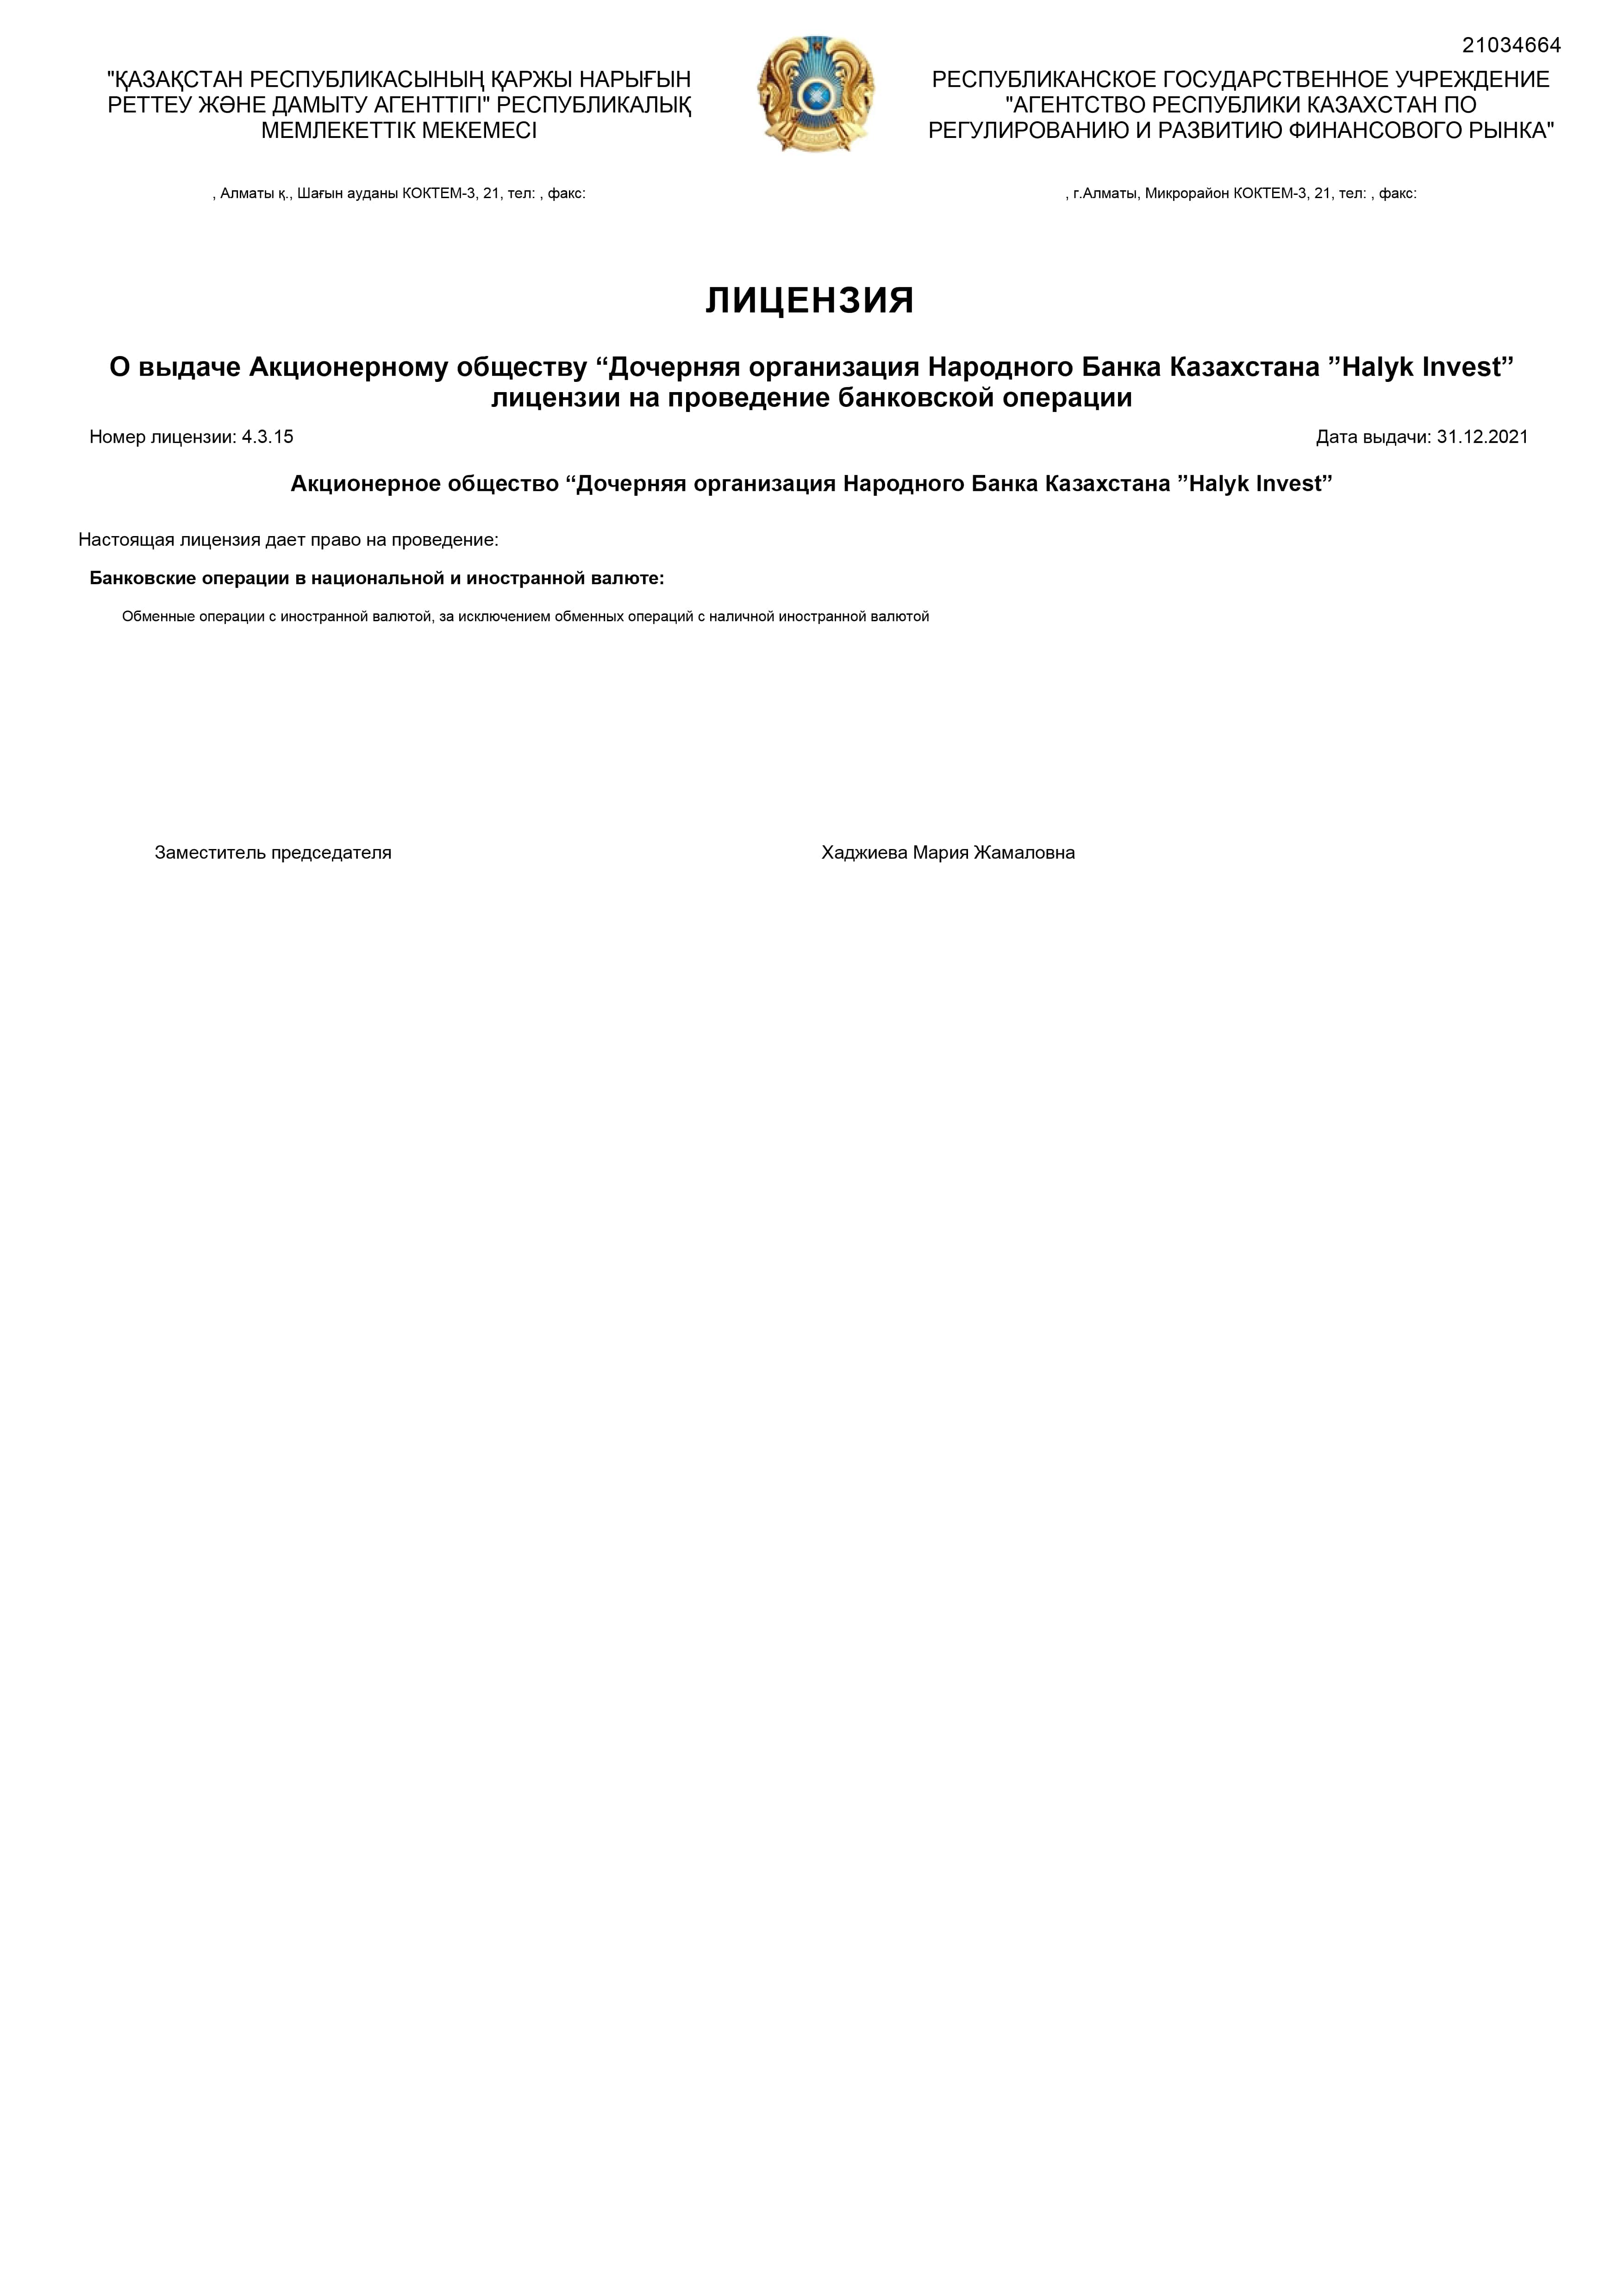 21034664
"ҚАЗАҚСТАН РЕСПУБЛИКАСЫНЫҢ ҚАРЖЫ НАРЫҒЫН
РЕТТЕУ ЖӘНЕ ДАМЫТУ АГЕНТТІГІ" РЕСПУБЛИКАЛЫҚ
МЕМЛЕКЕТТІК МЕКЕМЕСІ
РЕСПУБЛИКАНСКОЕ ГОСУДАРСТВЕННОЕ УЧРЕЖДЕНИЕ
"АГЕНТСТВО РЕСПУБЛИКИ КАЗАХСТАН ПО
РЕГУЛИРОВАНИЮ И РАЗВИТИЮ ФИНАНСОВОГО РЫНКА"
, Алматы қ., Шағын ауданы КОКТЕМ-3, 21, тел: , факс:
, г.Алматы, Микрорайон КОКТЕМ-3, 21, тел: , факс:
ЛИЦЕНЗИЯ
О выдаче Акционерному обществу “Дочерняя организация Народного Банка Казахстана ”Halyk Invest”
лицензии на проведение банковской операции
Номер лицензии: 4.3.15
Дата выдачи: 31.12.2021
Акционерное общество “Дочерняя организация Народного Банка Казахстана ”Halyk Invest”
Настоящая лицензия дает право на проведение:
Банковские операции в национальной и иностранной валюте:
Обменные операции с иностранной валютой, за исключением обменных операций с наличной иностранной валютой
Заместитель председателя
Хаджиева Мария Жамаловна